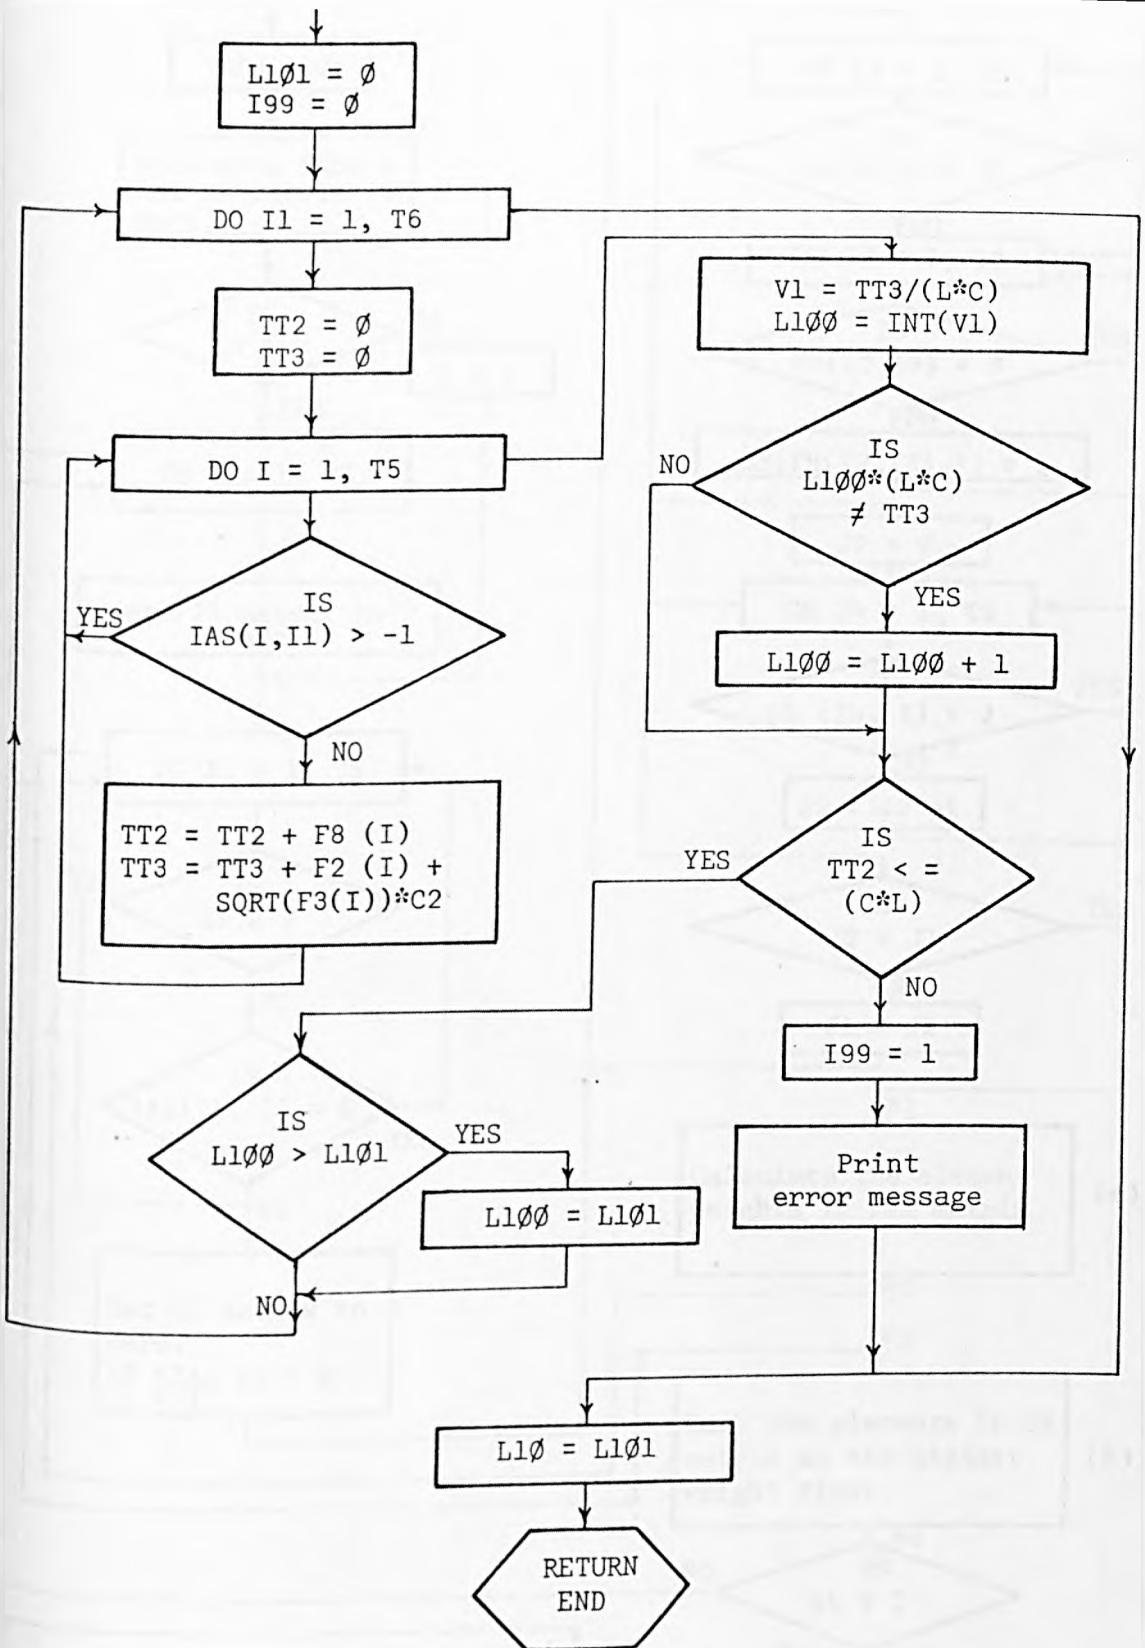 L1Ø1 = Ø
I99 = Ø
DO I1 = 1, T6
TT2 = Ø
TT3 = Ø
DO I = 1, T5
IS
IAS(I,I1) > -1
YES
NO
TT2 = TT2 + F8 (I)
TT3 = TT3 + F2 (I) +
SQRT(F3(I))*C2
V1 = TT3/(L*C)
L1ØØ = INT(V1)
IS
L1ØØ*(L*C)
≠ TT3
NO
YES
L1ØØ = L1ØØ + 1
IS
TT2 < =
(C*L)
YES
NO
I99 = 1
Print
error message
IS
L1ØØ > L1Ø1
YES
L1ØØ = L1Ø1
NO
L1Ø = L1Ø1
RETURN
END